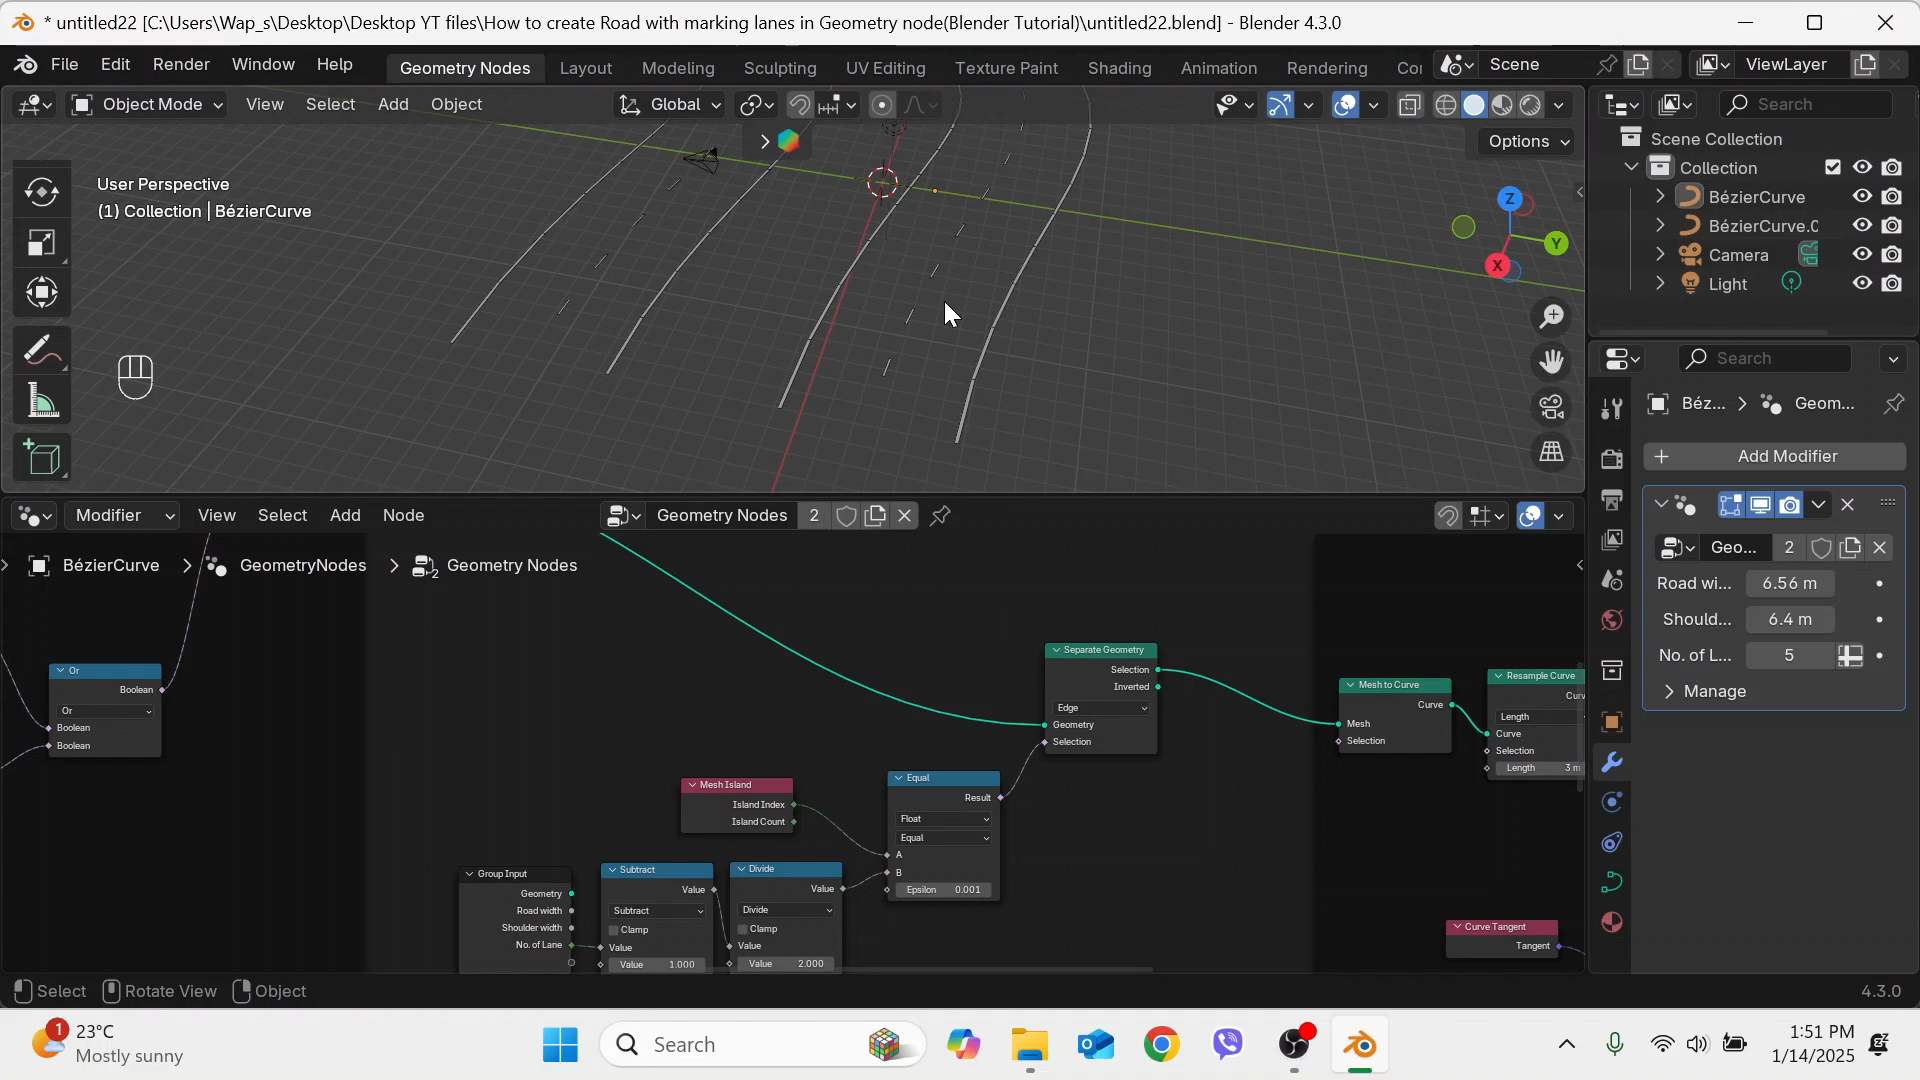 * untitled22 [C:\Users\Wap_s\Desktop\Desktop YT files\How to create Road with marking lanes in Geometry node(Blender Tutorial)\untitled22.blend] - Blender 4.3.0
File Edit Render Window Help Geometry Nodes Layout Modeling Sculpting UV Editing Texture Paint Shading Animation Rendering Co Scene ViewLayer
Object Mode View Select Add Object Global Search
Options
User Perspective
(1) Collection | BézierCurve
Z
Y
X
Scene Collection
Collection
BézierCurve
BézierCurve.0
Camera
Light
Search
Béz... > Geom...
+ Add Modifier
Geo... 2
Road wi... 6.56 m
Should... 6.4 m
No. of L... 5
Manage
Modifier View Select Add Node Geometry Nodes 2
BézierCurve > GeometryNodes > Geometry Nodes
2
Or
Boolean
Or
Boolean
Boolean
Separate Geometry
Selection
Inverted
Edge
Geometry
Selection
Mesh to Curve
Curve
Mesh
Selection
Resample Curve
Curv
Length
Curve
Selection
Length 3 m
Mesh Island
Island Index
Island Count
Equal
Result
Float
Equal
A
B
Epsilon 0.001
Group Input
Geometry
Road width
Shoulder width
No. of Lane
Subtract
Value
Subtract
Clamp
Value
Value 1.000
Divide
Value
Divide
Clamp
Value
Value 2.000
Curve Tangent
Tangent
Select Rotate View Object 4.3.0
1
23°C
Mostly sunny
Search
1:51 PM
1/14/2025